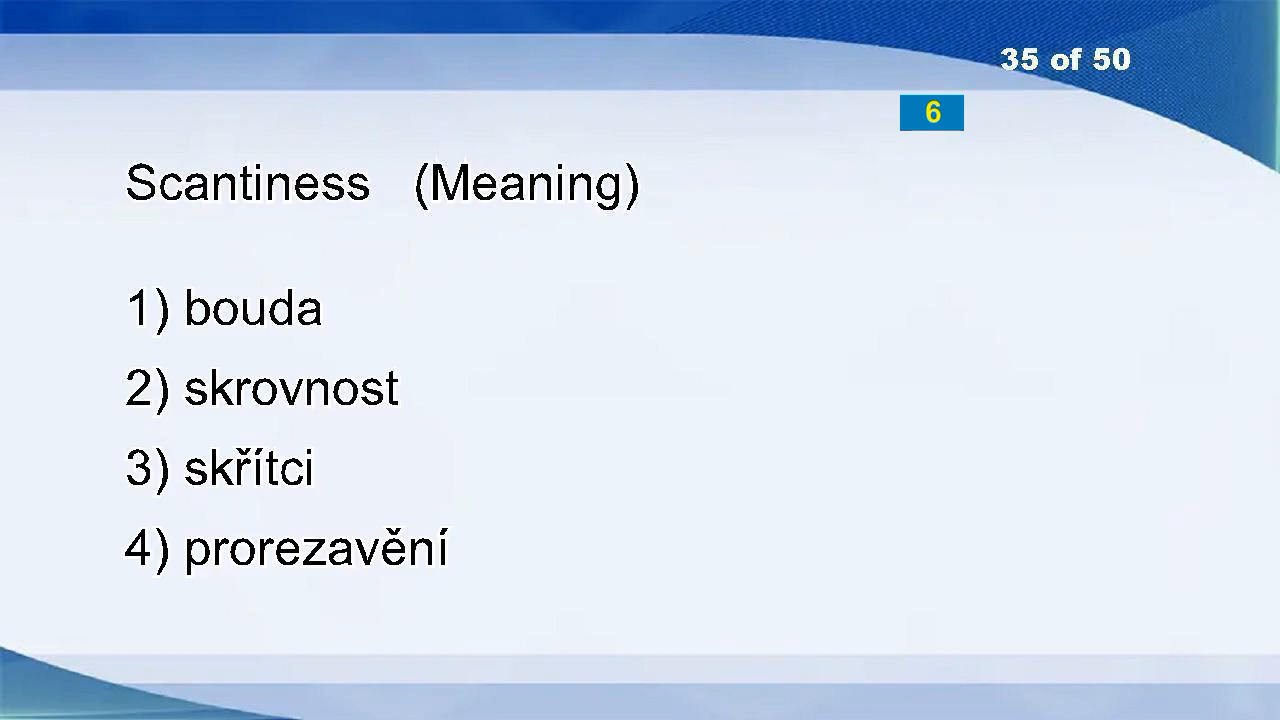 35 of 50
6
Scantiness (Meaning)
1) bouda
2) skrovnost
3) skřítci
4) prorezavění